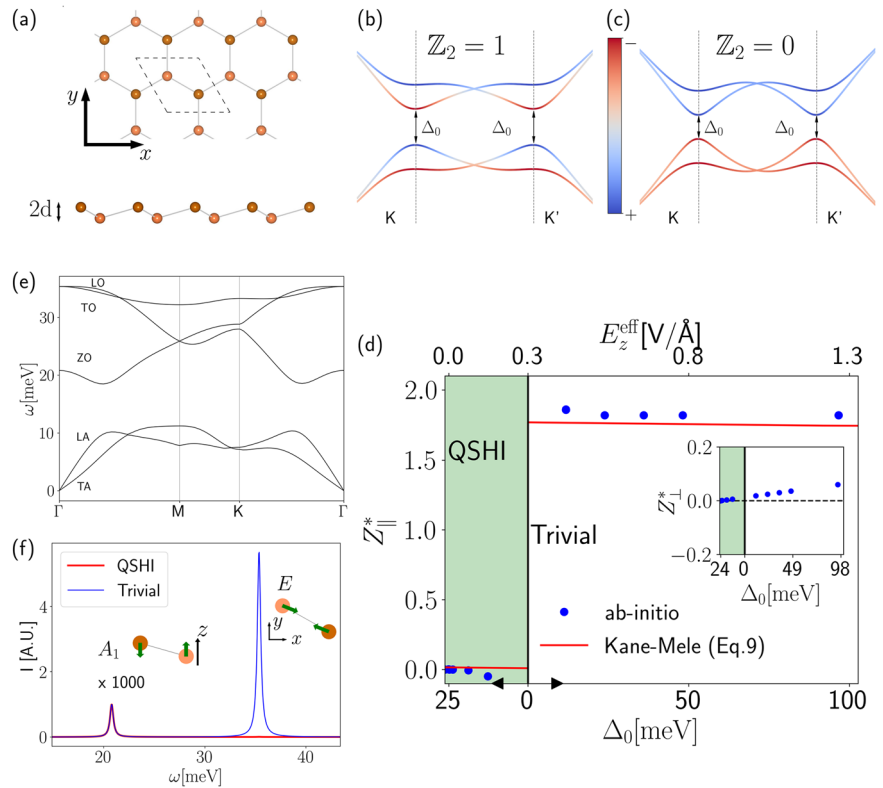 (a)
y
x
2d
(b)
ℤ₂ = 1
Δ₀
Δ₀
K
K'
(c)
−
+
ℤ₂ = 0
Δ₀
Δ₀
K
K'
(e)
LO
TO
ZO
LA
TA
ω[meV]
30
20
10
0
Γ
M
K
Γ
(d)
E_z^eff[V/Å]
0.0
0.3
0.8
1.3
Z*_∥
2.0
1.5
1.0
0.5
0.0
QSHI
Trivial
Z*_⊥
0.2
0.0
−0.2
24
0
49
98
Δ₀[meV]
ab-initio
Kane-Mele (Eq.9)
25
0
50
100
Δ₀[meV]
(f)
QSHI
Trivial
I [A.U.]
4
2
0
A₁
z
x 1000
E
y
x
20
30
40
ω[meV]